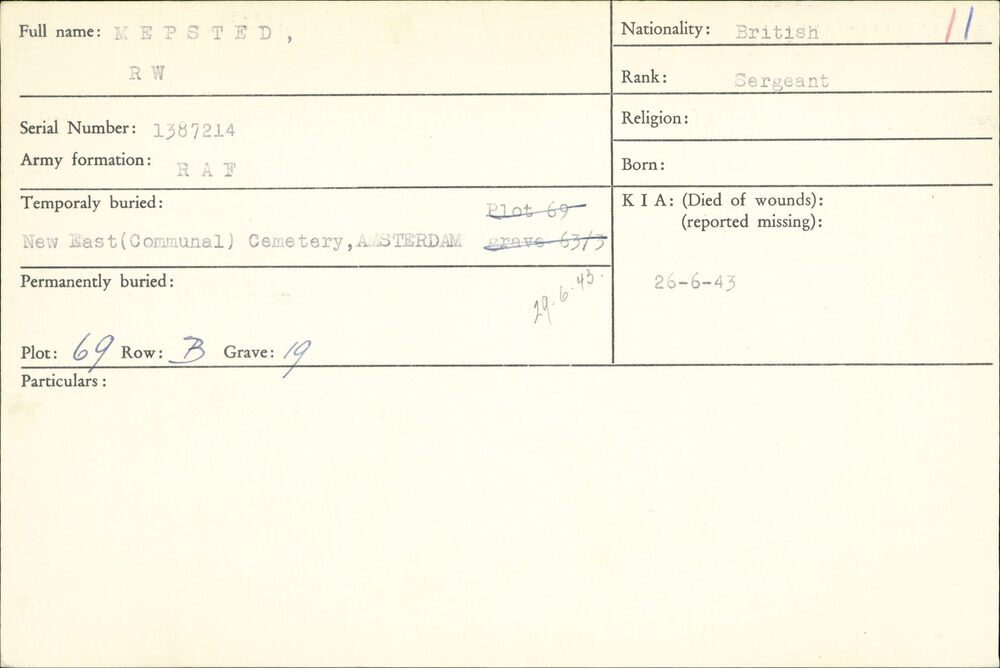 Full name: MEPSTED,
RW
Serial Number: 1387214
Army formation: RAF
Temporaly buried:
Plot 69
New East(Communal) Cemetery, AMSTERDAM grave 63/3
Permanently buried:
29.6.43.
Plot: 69 Row: B Grave: 19
Particulars:
Nationality: British 11
Rank: Sergeant
Religion:
Born:
K I A: (Died of wounds):
(reported missing):
26-6-43